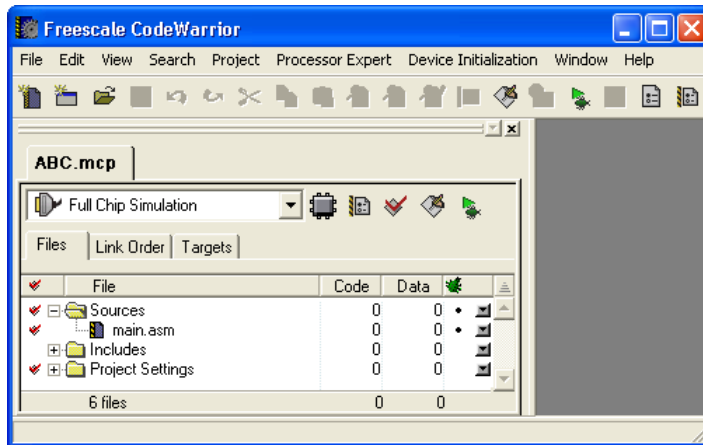 Freescale CodeWarrior
File Edit View Search Project Processor Expert Device Initialization Window Help
ABC.mcp
Full Chip Simulation
Files Link Order Targets
File Code Data
Sources 0 0
main.asm 0 0
Includes 0 0
Project Settings 0 0
6 files 0 0